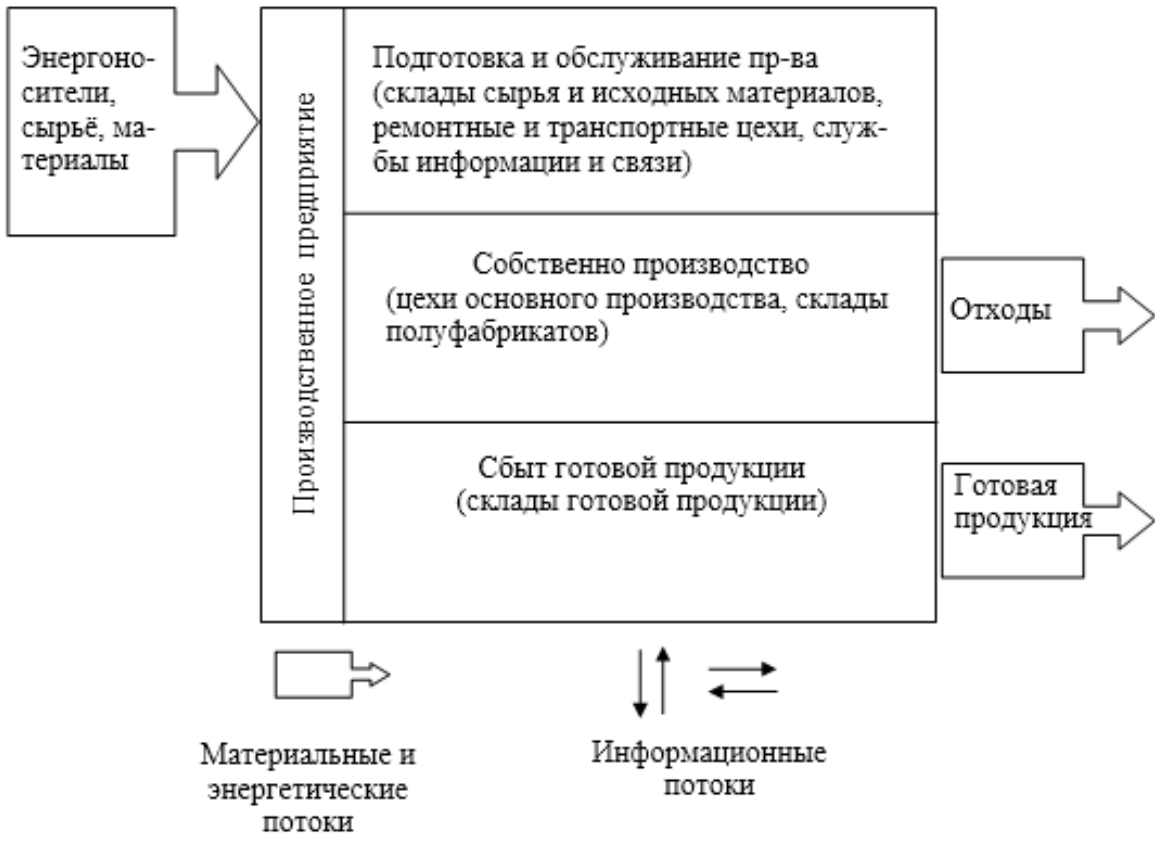 Энергоно-
сители,
сырьё, ма-
териалы
Производственное предприятие
Подготовка и обслуживание пр-ва
(склады сырья и исходных материалов,
ремонтные и транспортные цехи, служ-
бы информации и связи)
Собственно производство
(цехи основного производства, склады
полуфабрикатов)
Отходы
Сбыт готовой продукции
(склады готовой продукции)
Готовая
продукция
Материальные и
энергетические
потоки
Информационные
потоки